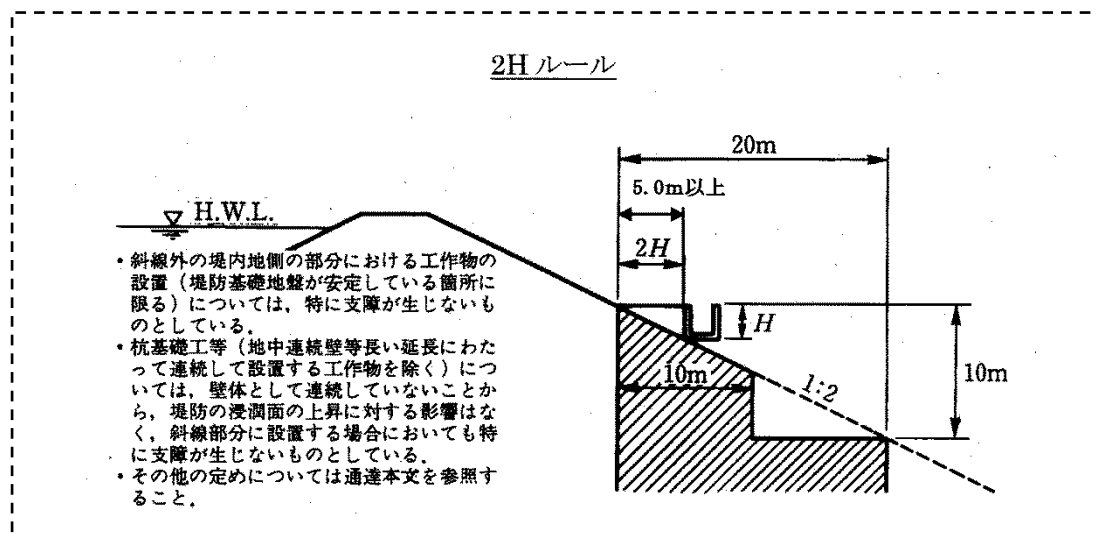 2H ルール
20m
5.0m以上
2H
H.W.L.
・斜線外の堤内地側の部分における工作物の
設置（堤防基礎地盤が安定している箇所に
限る）については，特に支障が生じないも
のとしている．
・杭基礎工等（地中連続壁等長い延長にわた
って連続して設置する工作物を除く）につ
いては，壁体として連続していないことか
ら，堤防の浸潤面の上昇に対する影響はな
く，斜線部分に設置する場合においても特
に支障が生じないものとしている．
・その他の定めについては通達本文を参照す
ること．
H
10m
1:2
10m